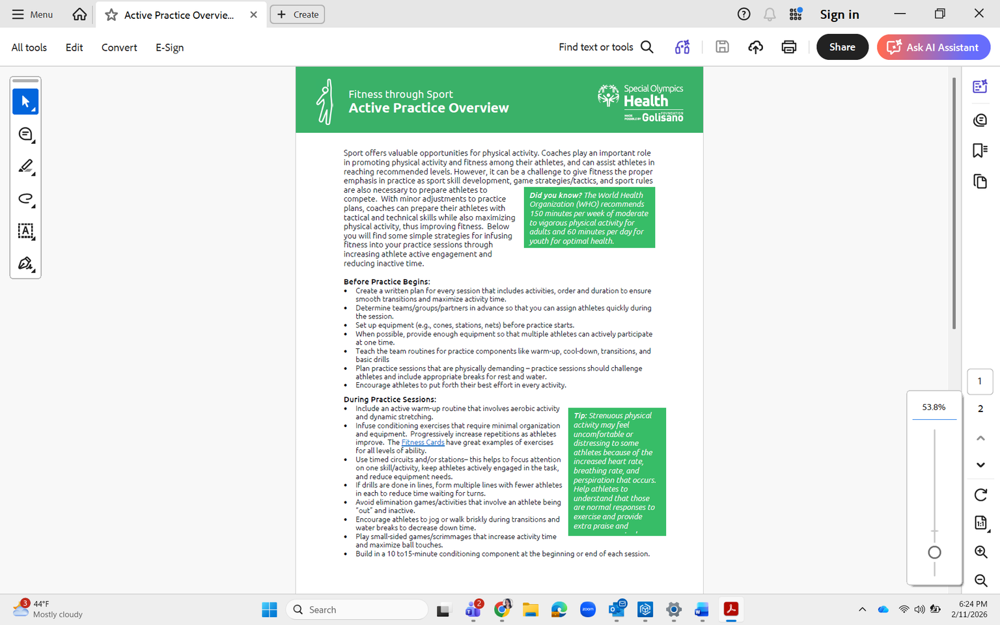 Menu
Active Practice Overvie...
Create
Sign in
All tools
Edit
Convert
E-Sign
Find text or tools
Share
Ask AI Assistant
Fitness through Sport
Active Practice Overview
Special Olympics
Health
MADE POSSIBLE BY
FOUNDATION
Golisano
Sport offers valuable opportunities for physical activity. Coaches play an important role
in promoting physical activity and fitness among their athletes, and can assist athletes in
reaching recommended levels. However, it can be a challenge to give fitness the proper
emphasis in practice as sport skill development, game strategies/tactics, and sport rules
are also necessary to prepare athletes to
compete.  With minor adjustments to practice
plans, coaches can prepare their athletes with
tactical and technical skills while also maximizing
physical activity, thus improving fitness.  Below
you will find some simple strategies for infusing
fitness into your practice sessions through
increasing athlete active engagement and
reducing inactive time.
Did you know? The World Health
Organization (WHO) recommends
150 minutes per week of moderate
to vigorous physical activity for
adults and 60 minutes per day for
youth for optimal health.
Before Practice Begins:
• Create a written plan for every session that includes activities, order and duration to ensure
smooth transitions and maximize activity time.
• Determine teams/groups/partners in advance so that you can assign athletes quickly during
the session.
• Set up equipment (e.g., cones, stations, nets) before practice starts.
• When possible, provide enough equipment so that multiple athletes can actively participate
at one time.
• Teach the team routines for practice components like warm-up, cool-down, transitions, and
basic drills
• Plan practice sessions that are physically demanding – practice sessions should challenge
athletes and include appropriate breaks for rest and water.
• Encourage athletes to put forth their best effort in every activity.
During Practice Sessions:
• Include an active warm-up routine that involves aerobic activity
and dynamic stretching.
• Infuse conditioning exercises that require minimal organization
and equipment.  Progressively increase repetitions as athletes
improve.  The Fitness Cards have great examples of exercises
for all levels of ability.
• Use timed circuits and/or stations– this helps to focus attention
on one skill/activity, keep athletes actively engaged in the task,
and reduce equipment needs.
• If drills are done in lines, form multiple lines with fewer athletes
in each to reduce time waiting for turns.
• Avoid elimination games/activities that involve an athlete being
"out" and inactive.
• Encourage athletes to jog or walk briskly during transitions and
water breaks to decrease down time.
• Play small-sided games/scrimmages that increase activity time
and maximize ball touches.
• Build in a 10 to15-minute conditioning component at the beginning or end of each session.
Tip: Strenuous physical
activity may feel
uncomfortable or
distressing to some
athletes because of the
increased heart rate,
breathing rate, and
perspiration that occurs.
Help athletes to
understand that those
are normal responses to
exercise and provide
extra praise and
1
2
53.8%
1:1
3
44°F
Mostly cloudy
Search
2
zoom
6:24 PM
2/11/2026